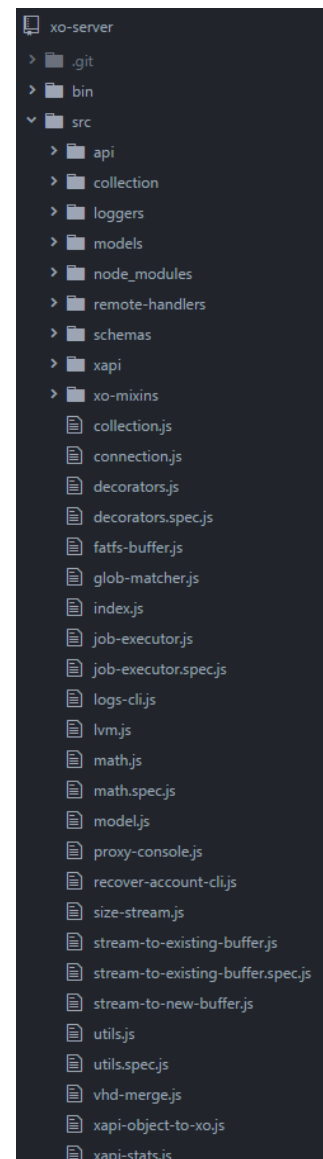 xo-server
.git
bin
src
api
collection
loggers
models
node_modules
remote-handlers
schemas
xapi
xo-mixins
collection.js
connection.js
decorators.js
decorators.spec.js
fatfs-buffer.js
glob-matcher.js
index.js
job-executor.js
job-executor.spec.js
logs-cli.js
lvm.js
math.js
math.spec.js
model.js
proxy-console.js
recover-account-cli.js
size-stream.js
stream-to-existing-buffer.js
stream-to-existing-buffer.spec.js
stream-to-new-buffer.js
utils.js
utils.spec.js
vhd-merge.js
xapi-object-to-xo.js
xapi-stats.js